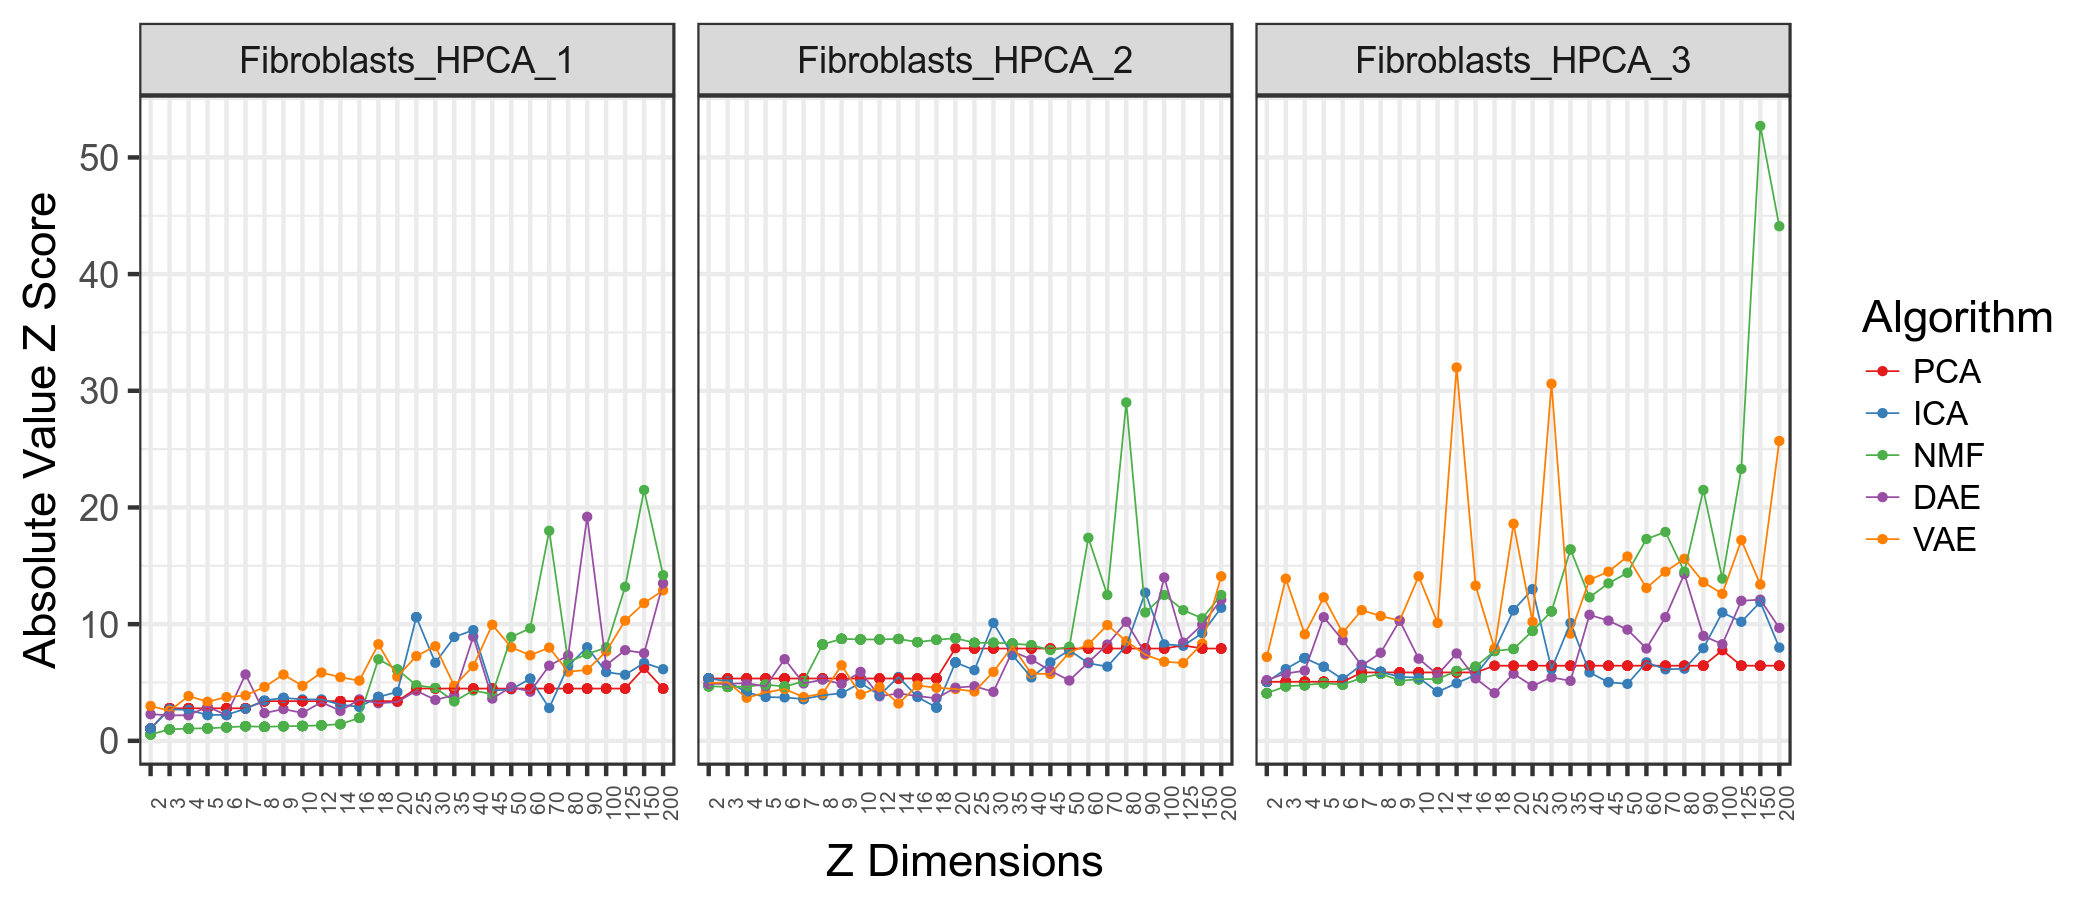 Fibroblasts_HPCA_1 Fibroblasts_HPCA_2 Fibroblasts_HPCA_3
Absolute Value Z Score
50
40
30
20
10
0
2 3 4 5 6 7 8 9 10 12 14 16 18 20 25 30 35 40 45 50 60 70 80 90 100 125 150 200
2 3 4 5 6 7 8 9 10 12 14 16 18 20 25 30 35 40 45 50 60 70 80 90 100 125 150 200
2 3 4 5 6 7 8 9 10 12 14 16 18 20 25 30 35 40 45 50 60 70 80 90 100 125 150 200
Z Dimensions
Algorithm
PCA
ICA
NMF
DAE
VAE